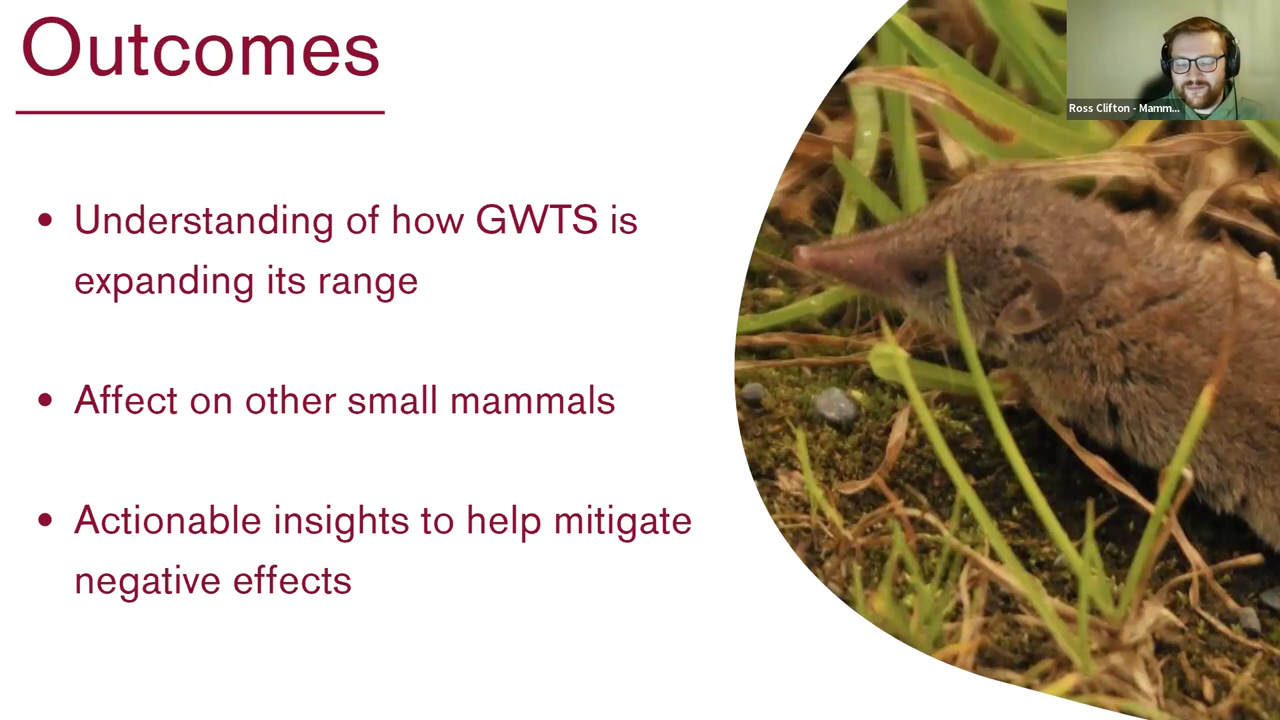 Outcomes
Ross Clifton - Mamm...
• Understanding of how GWTS is
expanding its range
• Affect on other small mammals
• Actionable insights to help mitigate
negative effects